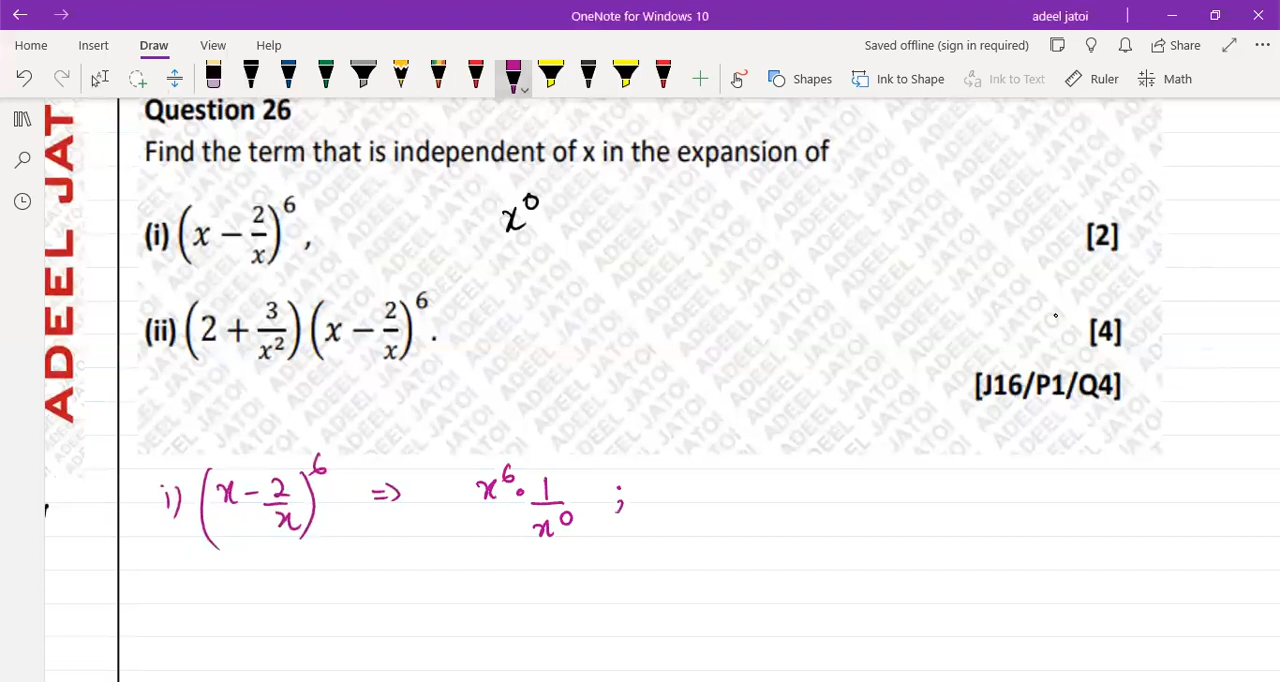 OneNote for Windows 10
adeel jatoi
Home Insert Draw View Help
Saved offline (sign in required) Share
Shapes Ink to Shape Ink to Text Ruler Math
ADEEL JAT
Question 26
Find the term that is independent of x in the expansion of
(i) (x − 2/x)^6, [2]
x^0
(ii) (2 + 3/x²)(x − 2/x)^6. [4]
[J16/P1/Q4]
i) (x − 2/x)^6 => x^6 · 1/x^0 ;